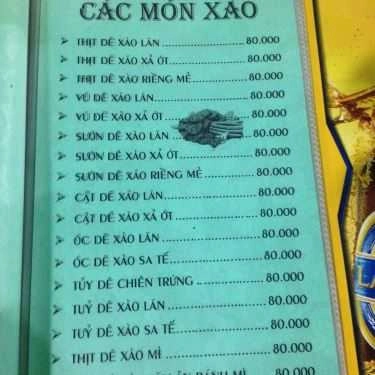 CÁC MÓN XÀO
THỊT DÊ XÀO LĂN 80.000
THỊT DÊ XÀO XẢ ỚT 80.000
THỊT DÊ XÀO RIỀNG MẺ 80.000
VÚ DÊ XÀO LĂN 80.000
VÚ DÊ XÀO XẢ ỚT 80.000
SƯỜN DÊ XÀO LĂN 80.000
SƯỜN DÊ XÀO XẢ ỚT 80.000
SƯỜN DÊ XÀO RIỀNG MẺ 80.000
CẬT DÊ XÀO LĂN 80.000
CẬT DÊ XÀO XẢ ỚT 80.000
ÓC DÊ XÀO LĂN 80.000
ÓC DÊ XÀO SA TẾ 80.000
TỦY DÊ CHIÊN TRỨNG 80.000
TUỶ DÊ XÀO LĂN 80.000
TUỶ DÊ XÀO SA TẾ 80.000
THỊT DÊ XÀO MÌ 80.000
BÁNH MÌ 80.000